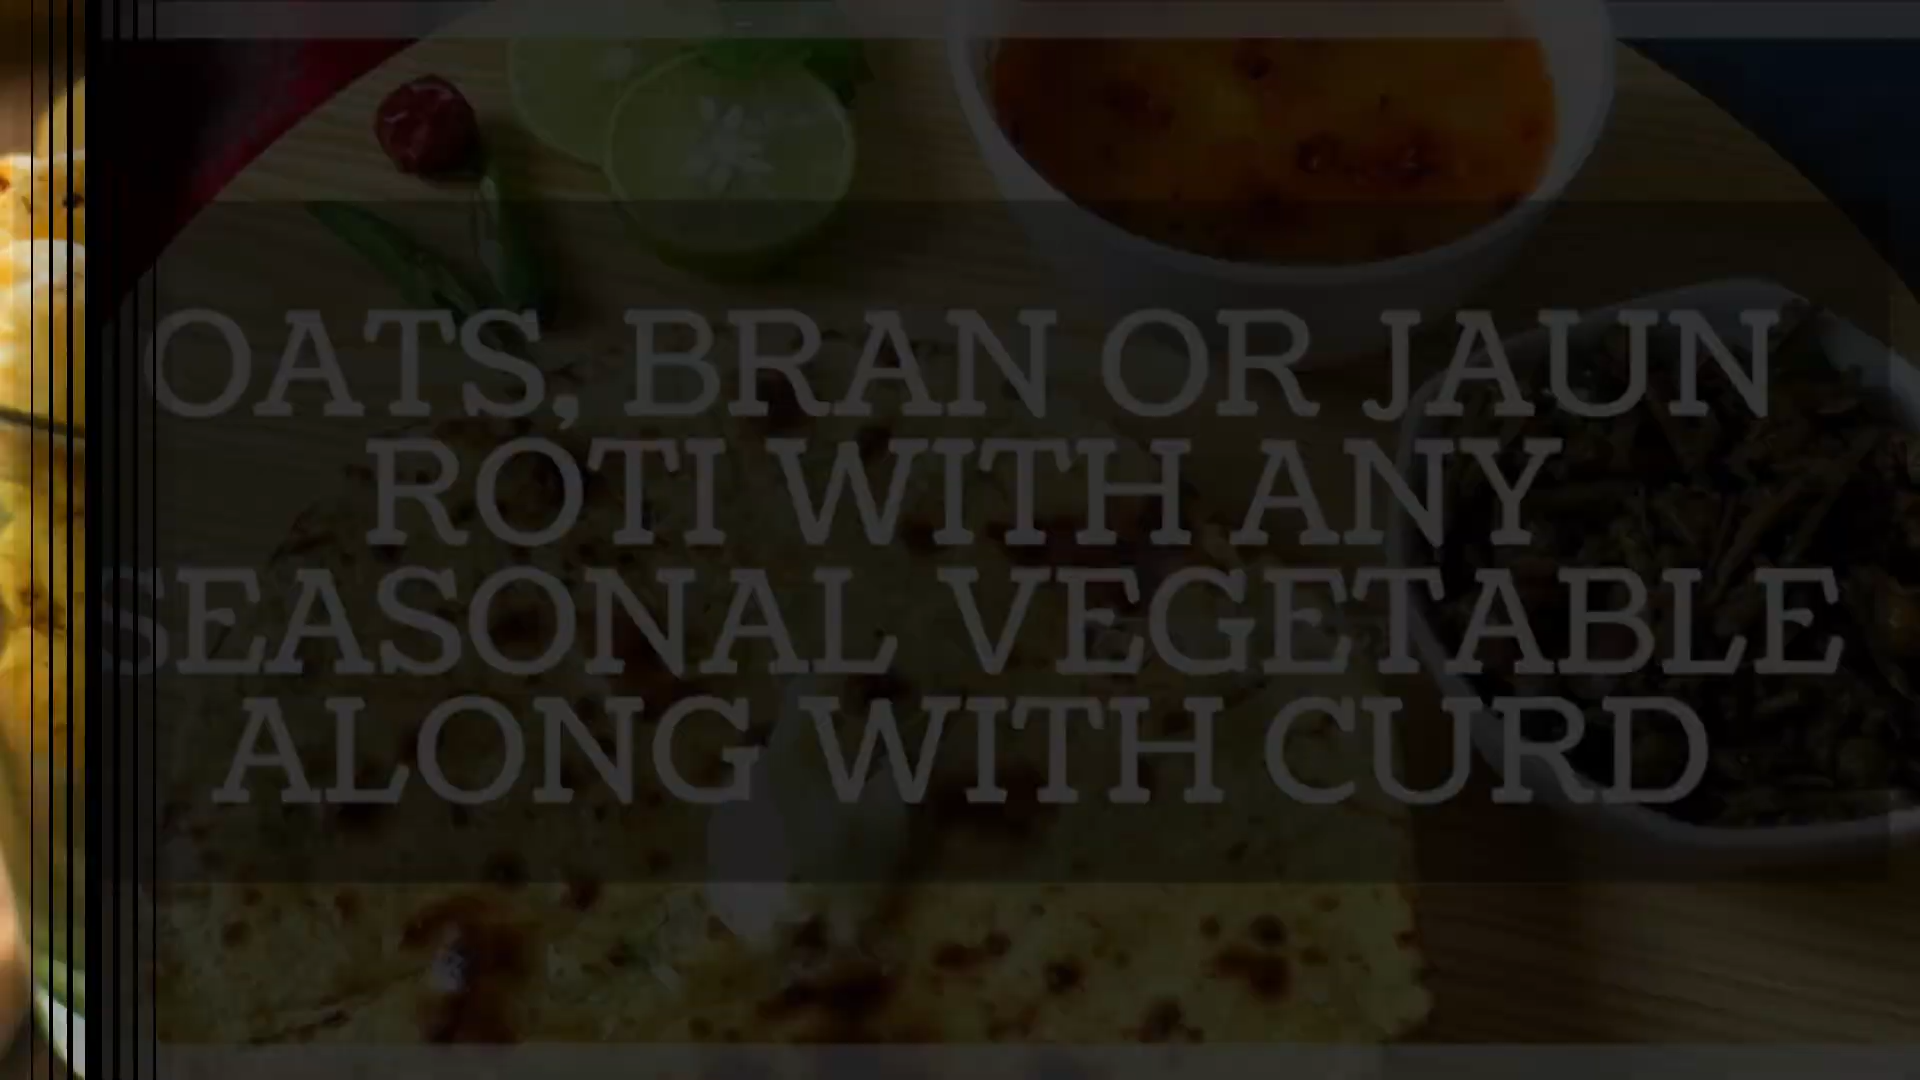 OATS, BRAN OR JAUN
ROTI WITH ANY
SEASONAL VEGETABLE
ALONG WITH CURD